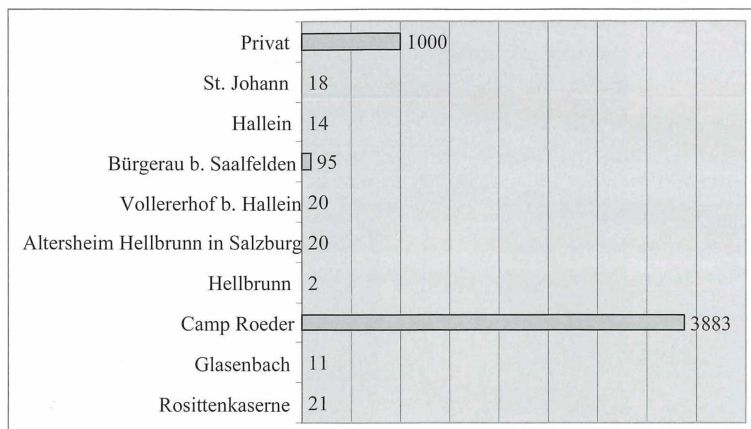 Privat 1000
St. Johann 18
Hallein 14
Bürgerau b. Saalfelden 95
Vollererhof b. Hallein 20
Altersheim Hellbrunn in Salzburg 20
Hellbrunn 2
Camp Roeder 3883
Glasenbach 11
Rosittenkaserne 21